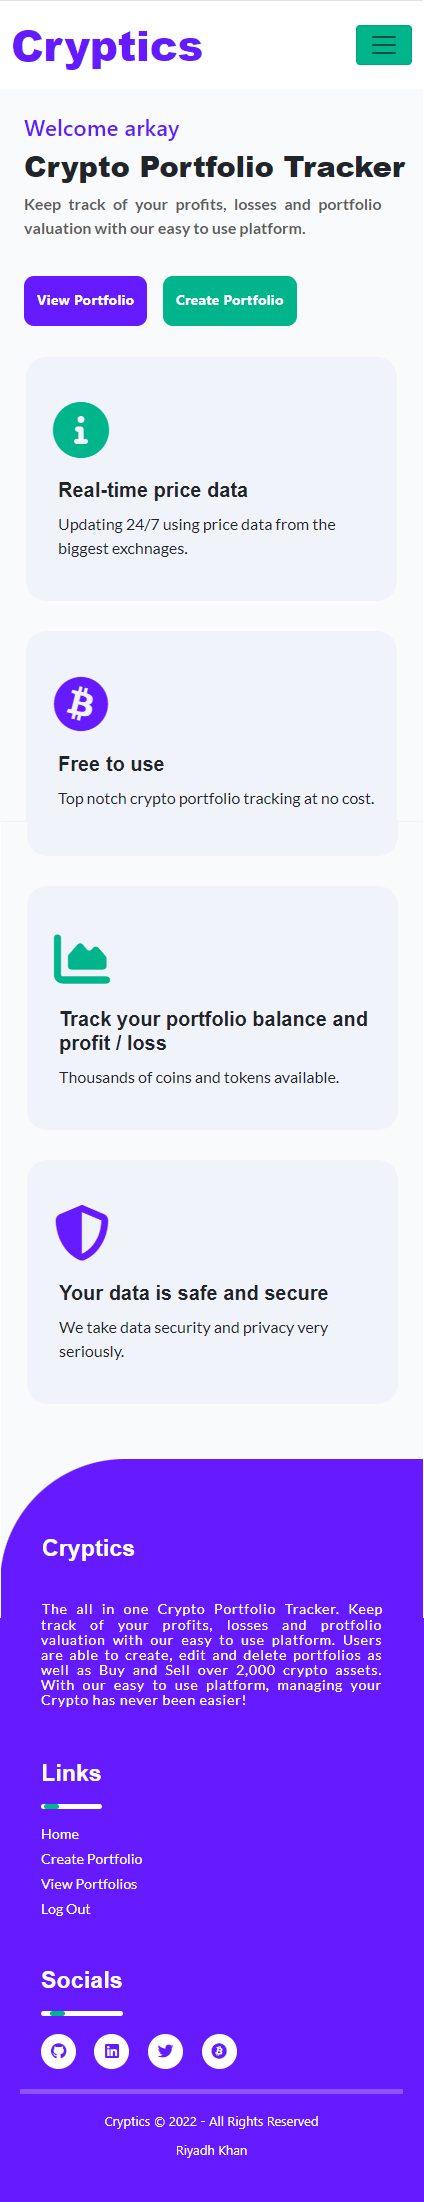 Cryptics
Welcome arkay
Crypto Portfolio Tracker
Keep track of your profits, losses and portfolio
valuation with our easy to use platform.
View Portfolio
Create Portfolio
Real-time price data
Updating 24/7 using price data from the
biggest exchnages.
Free to use
Top notch crypto portfolio tracking at no cost.
Track your portfolio balance and
profit / loss
Thousands of coins and tokens available.
Your data is safe and secure
We take data security and privacy very
seriously.
Cryptics
The all in one Crypto Portfolio Tracker. Keep
track of your profits, losses and protfolio
valuation with our easy to use platform. Users
are able to create, edit and delete portfolios as
well as Buy and Sell over 2,000 crypto assets.
With our easy to use platform, managing your
Crypto has never been easier!
Links
Home
Create Portfolio
View Portfolios
Log Out
Socials
Cryptics © 2022 - All Rights Reserved
Riyadh Khan